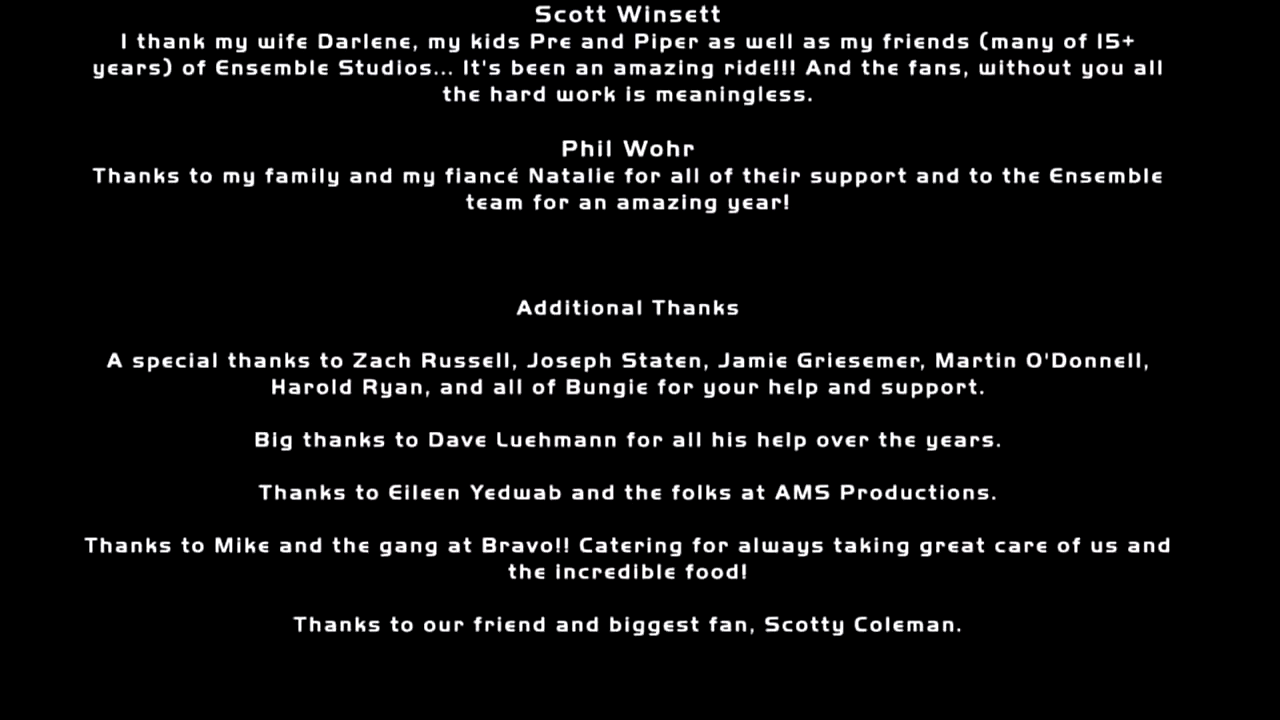 Scott Winsett
I thank my wife Darlene, my kids Pre and Piper as well as my friends (many of 15+
years) of Ensemble Studios... It's been an amazing ride!!! And the fans, without you all
the hard work is meaningless.
Phil Wohr
Thanks to my family and my fiancé Natalie for all of their support and to the Ensemble
team for an amazing year!
Additional Thanks
A special thanks to Zach Russell, Joseph Staten, Jamie Griesemer, Martin O'Donnell,
Harold Ryan, and all of Bungie for your help and support.
Big thanks to Dave Luehmann for all his help over the years.
Thanks to Eileen Yedwab and the folks at AMS Productions.
Thanks to Mike and the gang at Bravo!! Catering for always taking great care of us and
the incredible food!
Thanks to our friend and biggest fan, Scotty Coleman.